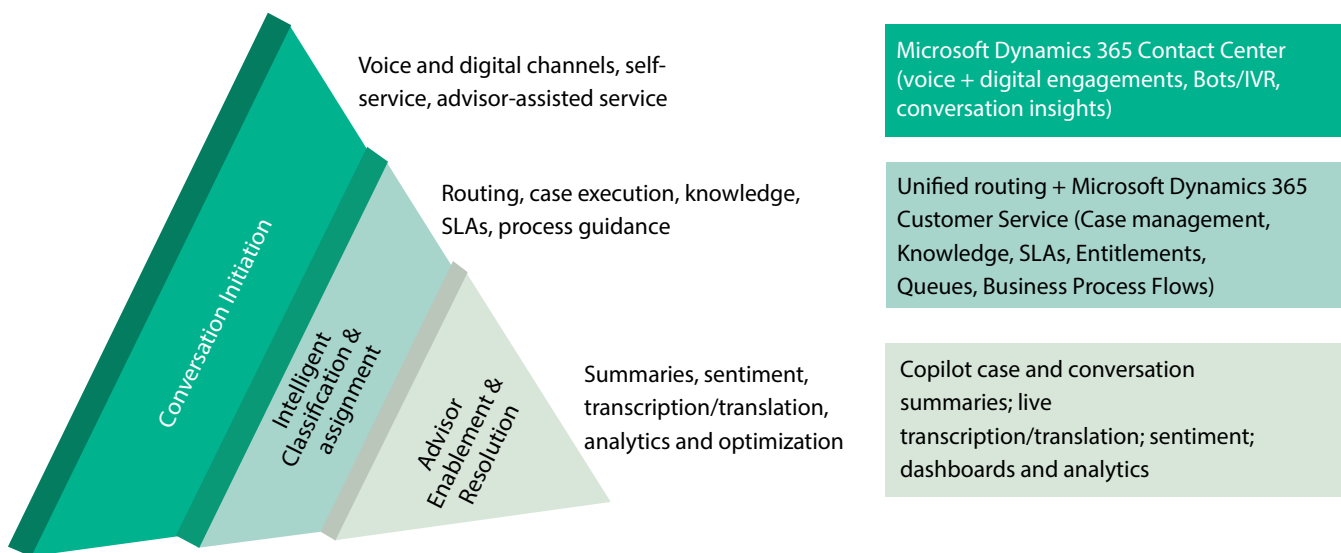 Voice and digital channels, self-
service, advisor-assisted service
Microsoft Dynamics 365 Contact Center
(voice + digital engagements, Bots/IVR,
conversation insights)
Conversation Initiation
Routing, case execution, knowledge,
SLAs, process guidance
Unified routing + Microsoft Dynamics 365
Customer Service (Case management,
Knowledge, SLAs, Entitlements,
Queues, Business Process Flows)
Intelligent
Classification &
assignment
Summaries, sentiment,
transcription/translation,
analytics and optimization
Copilot case and conversation
summaries; live
transcription/translation; sentiment;
dashboards and analytics
Advisor
Enablement &
Resolution